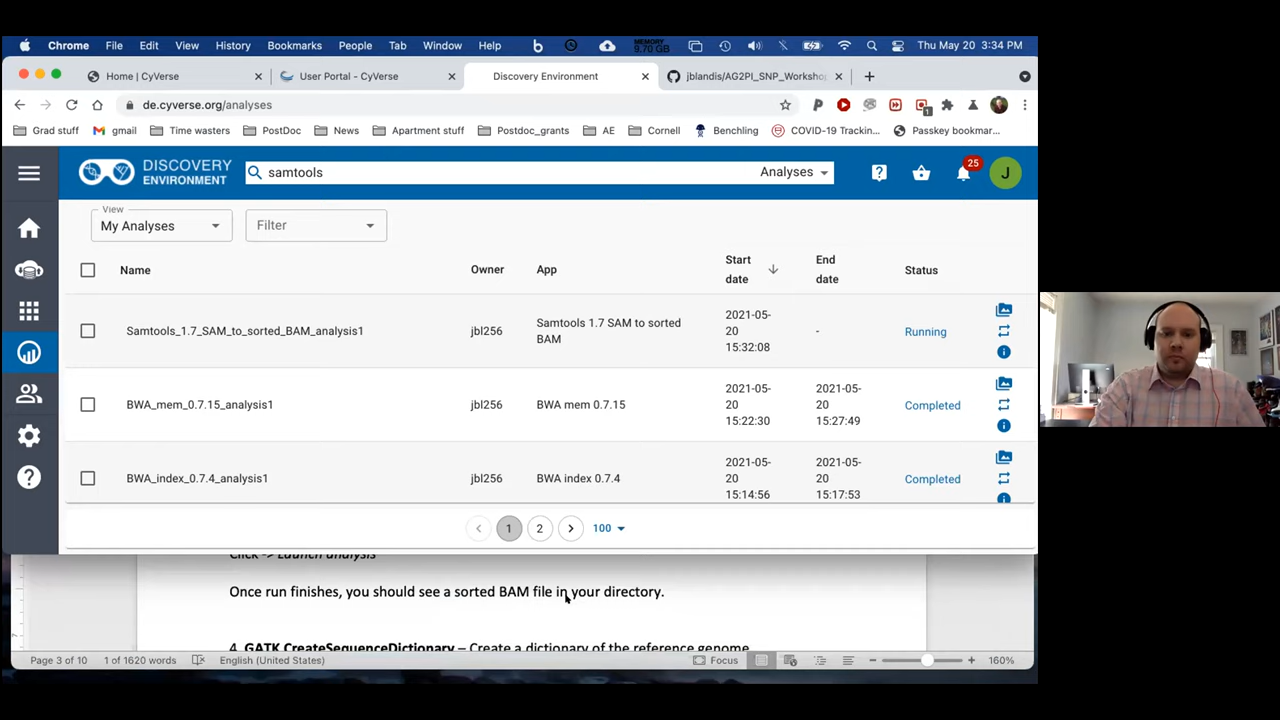 Chrome File Edit View History Bookmarks People Tab Window Help MEMORY 9.70 GB Thu May 20 3:34 PM
Home | CyVerse User Portal - CyVerse Discovery Environment jblandis/AG2PI_SNP_Workshop
de.cyverse.org/analyses
Grad stuff gmail Time wasters PostDoc News Apartment stuff Postdoc_grants AE Cornell Benchling COVID-19 Trackin... Passkey bookmar...
DISCOVERY ENVIRONMENT samtools Analyses 25 J
View
My Analyses Filter
Name Owner App Start date End date Status
Samtools_1.7_SAM_to_sorted_BAM_analysis1 jbl256 Samtools 1.7 SAM to sorted BAM 2021-05-20 15:32:08 - Running
BWA_mem_0.7.15_analysis1 jbl256 BWA mem 0.7.15 2021-05-20 15:22:30 2021-05-20 15:27:49 Completed
BWA_index_0.7.4_analysis1 jbl256 BWA index 0.7.4 2021-05-20 15:14:56 2021-05-20 15:17:53 Completed
1 2 100
Click -> Launch analysis
Once run finishes, you should see a sorted BAM file in your directory.
4. GATK CreateSequenceDictionary – Create a dictionary of the reference genome
Page 3 of 10 1 of 1620 words English (United States) Focus 160%